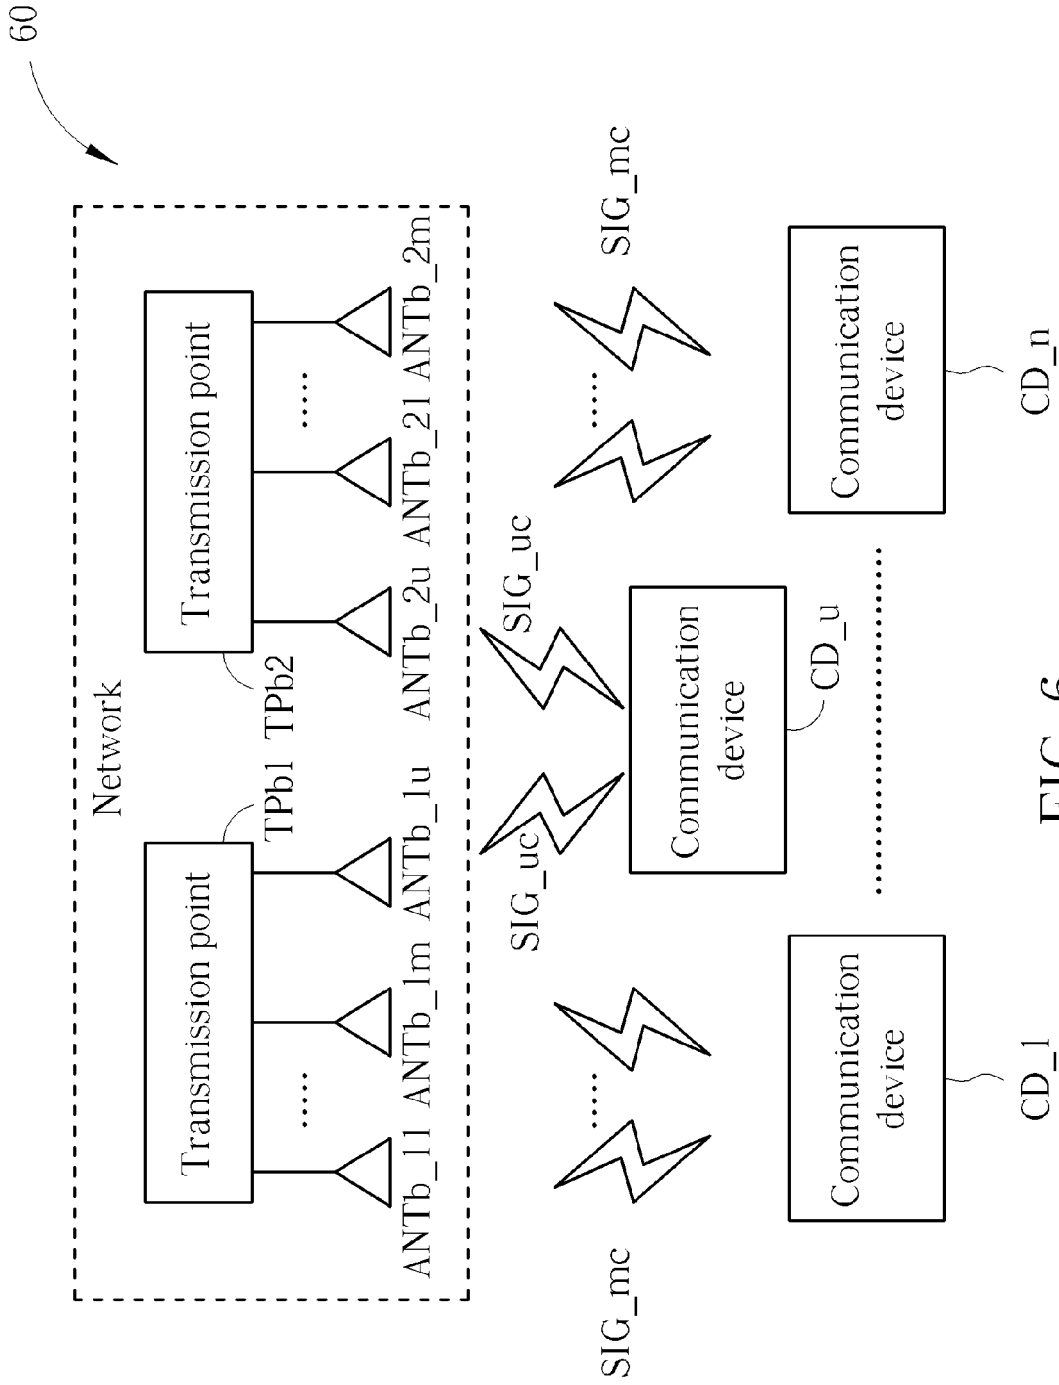 60
Network
Transmission point
Transmission point
TPb1
TPb2
ANTb_11
ANTb_1m
ANTb_1u
ANTb_2u
ANTb_21
ANTb_2m
SIG_mc
SIG_uc
SIG_uc
SIG_mc
Communication
device
Communication
device
Communication
device
CD_1
CD_u
CD_n
FIG. 6